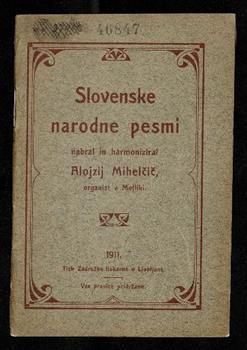 46847
Slovenske
narodne pesmi
nabral in harmoniziral
Alojzij Mihelčič,
organist v Metliki.
1911.
Tisk Zadružne tiskarne v Ljubljani.
Vse pravice pridržane.